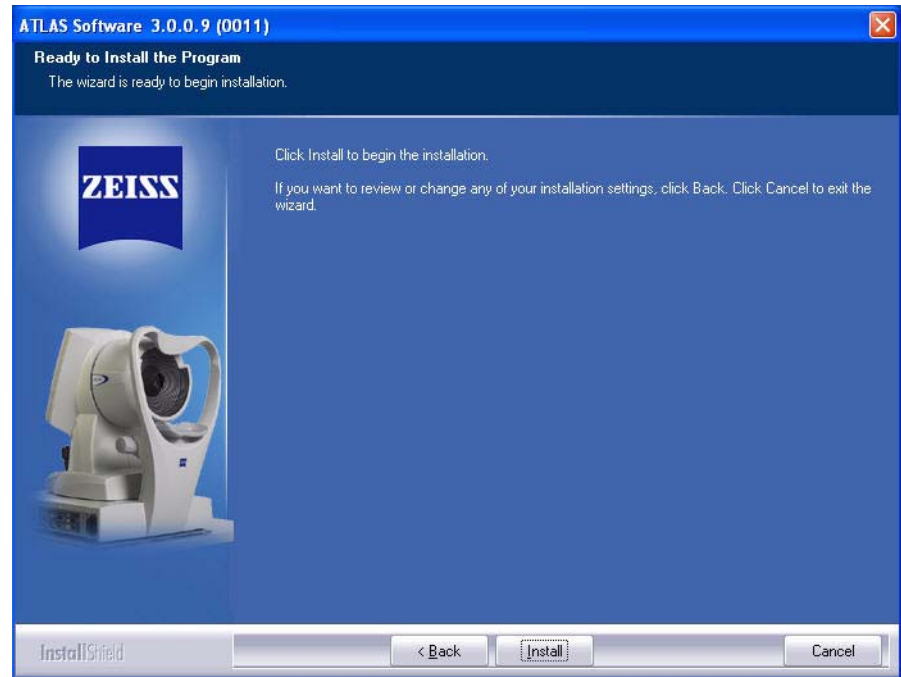 ATLAS Software 3.0.0.9 (0011)
Ready to Install the Program
The wizard is ready to begin installation.
ZEISS
Click Install to begin the installation.
If you want to review or change any of your installation settings, click Back. Click Cancel to exit the
wizard.
InstallShield
< Back Install Cancel